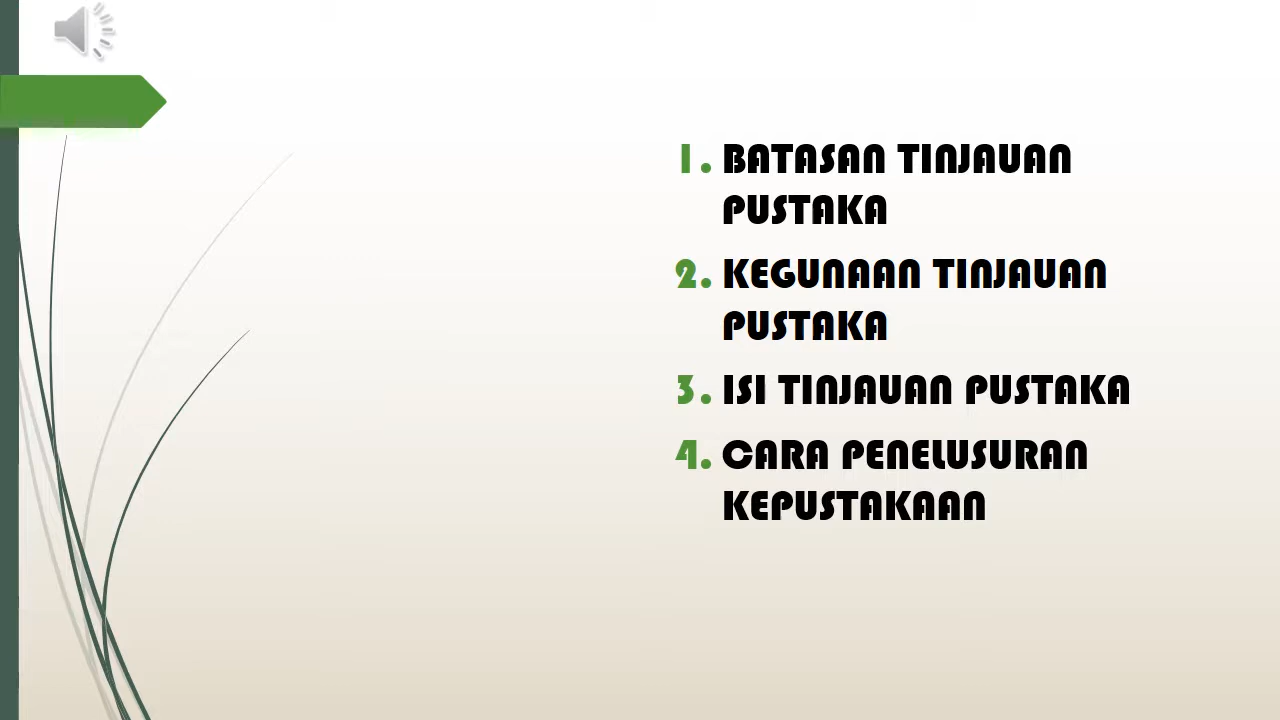 1. BATASAN TINJAUAN
PUSTAKA
2. KEGUNAAN TINJAUAN
PUSTAKA
3. ISI TINJAUAN PUSTAKA
4. CARA PENELUSURAN
KEPUSTAKAAN